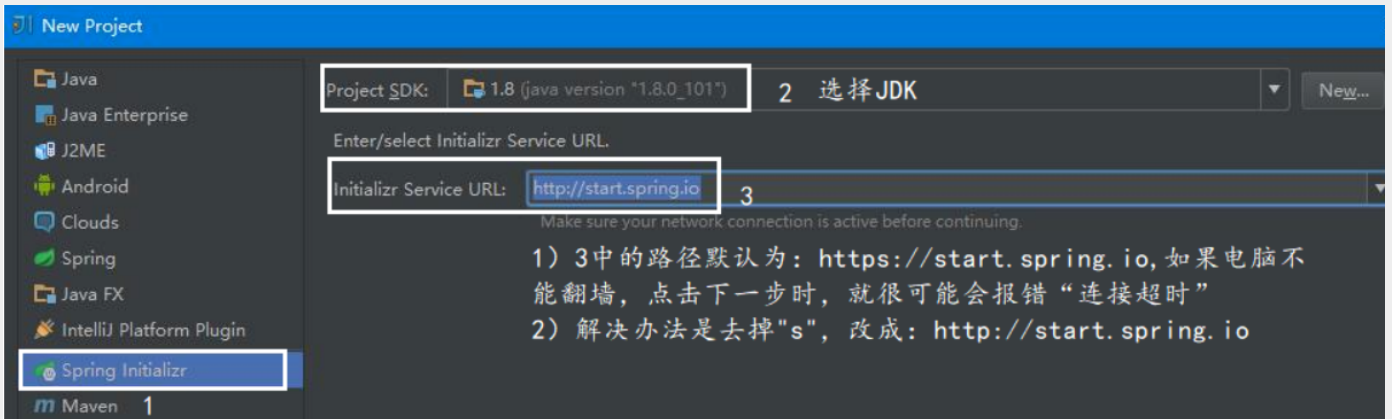 New Project
Java
Java Enterprise
J2ME
Android
Clouds
Spring
Java FX
IntelliJ Platform Plugin
Spring Initializr
Maven 1
Project SDK: 1.8 (java version "1.8.0_101") 2 选择JDK New...
Enter/select Initializr Service URL.
Initializr Service URL: http://start.spring.io 3
Make sure your network connection is active before continuing.
1）3中的路径默认为：https://start.spring.io,如果电脑不
能翻墙，点击下一步时，就很可能会报错“连接超时”
2）解决办法是去掉"s"，改成：http://start.spring.io